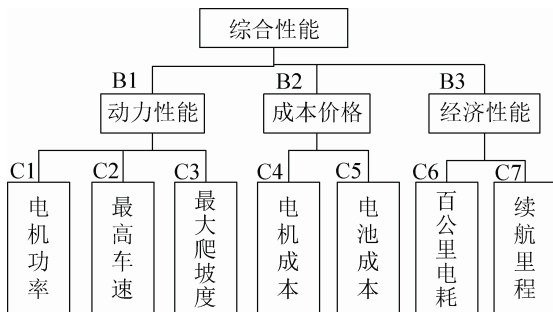 综合性能
B1
B2
B3
动力性能
成本价格
经济性能
C1
C2
C3
C4
C5
C6
C7
电机功率
最高车速
最大爬坡度
电机成本
电池成本
百公里电耗
续航里程